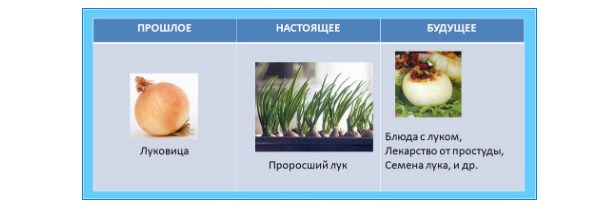 ПРОШЛОЕ
НАСТОЯЩЕЕ
БУДУЩЕЕ
Луковица
Проросший лук
Блюда с луком,
Лекарство от простуды,
Семена лука, и др.